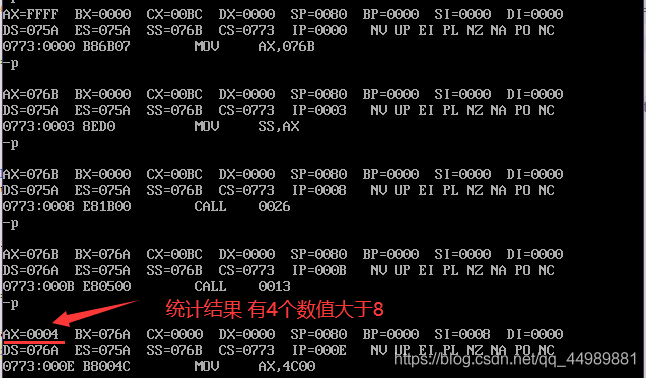 -p
AX=FFFF BX=0000 CX=00BC DX=0000 SP=0080 BP=0000 SI=0000 DI=0000
DS=075A ES=075A SS=076B CS=0773 IP=0000 NV UP EI PL NZ NA PO NC
0773:0000 B86B07 MOV AX,076B
-p
AX=076B BX=0000 CX=00BC DX=0000 SP=0080 BP=0000 SI=0000 DI=0000
DS=075A ES=075A SS=076B CS=0773 IP=0003 NV UP EI PL NZ NA PO NC
0773:0003 8ED0 MOV SS,AX
-p
AX=076B BX=0000 CX=00BC DX=0000 SP=0080 BP=0000 SI=0000 DI=0000
DS=075A ES=075A SS=076B CS=0773 IP=0008 NV UP EI PL NZ NA PO NC
0773:0008 E81B00 CALL 0026
-p
AX=076B BX=076A CX=00BC DX=0000 SP=0080 BP=0000 SI=0000 DI=0000
DS=076A ES=075A SS=076B CS=0773 IP=000B NV UP EI PL NZ NA PO NC
0773:000B E80500 CALL 0013
-p
统计结果 有4个数值大于8
AX=0004 BX=076A CX=0000 DX=0000 SP=0080 BP=0000 SI=0008 DI=0000
DS=076A ES=075A SS=076B CS=0773 IP=000E NV UP EI PL NZ NA PO NC
0773:000E B8004C MOV AX,4C00
https://blog.csdn.net/qq_44989881